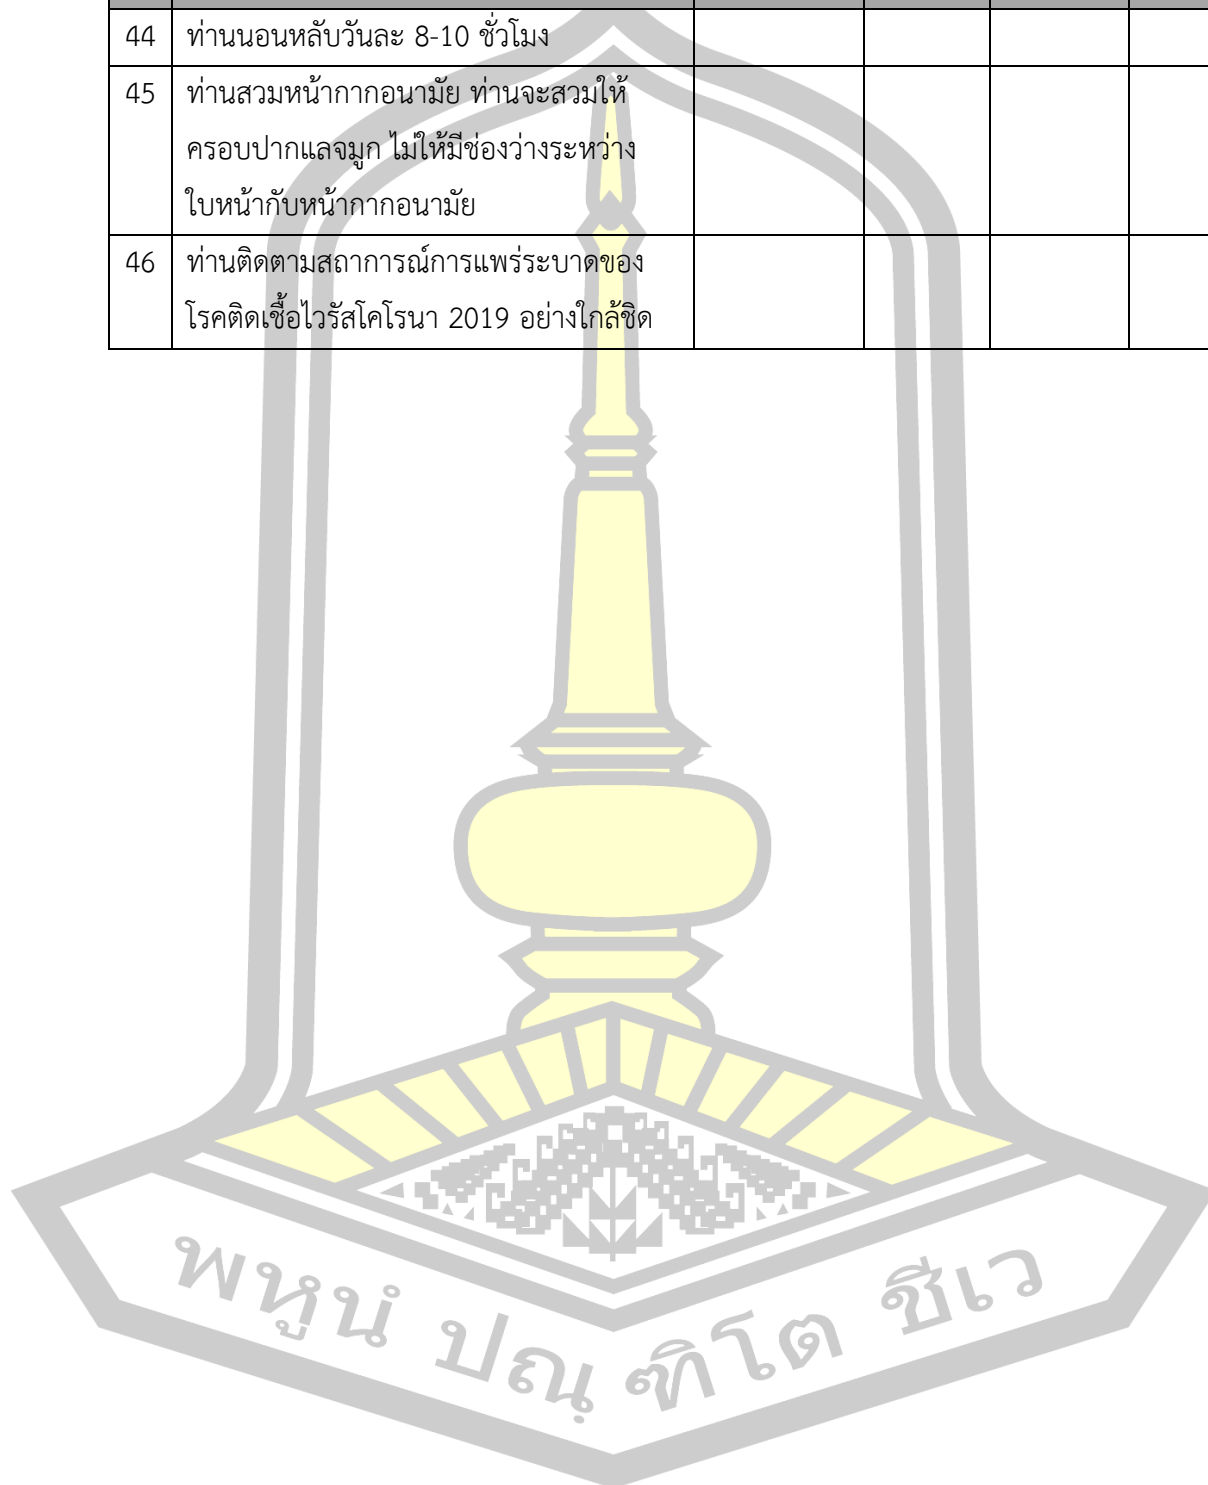 44 ท่านนอนหลับวันละ 8-10 ชั่วโมง
45 ท่านสวมหน้ากากอนามัย ท่านจะสวมให้
ครอบปากแลจมูก ไม่ให้มีช่องว่างระหว่าง
ใบหน้ากับหน้ากากอนามัย
46 ท่านติดตามสถาการณ์การแพร่ระบาดของ
โรคติดเชื้อไวรัสโคโรนา 2019 อย่างใกล้ชิด
พหูนํ ปณฺฑิโต ชีเว